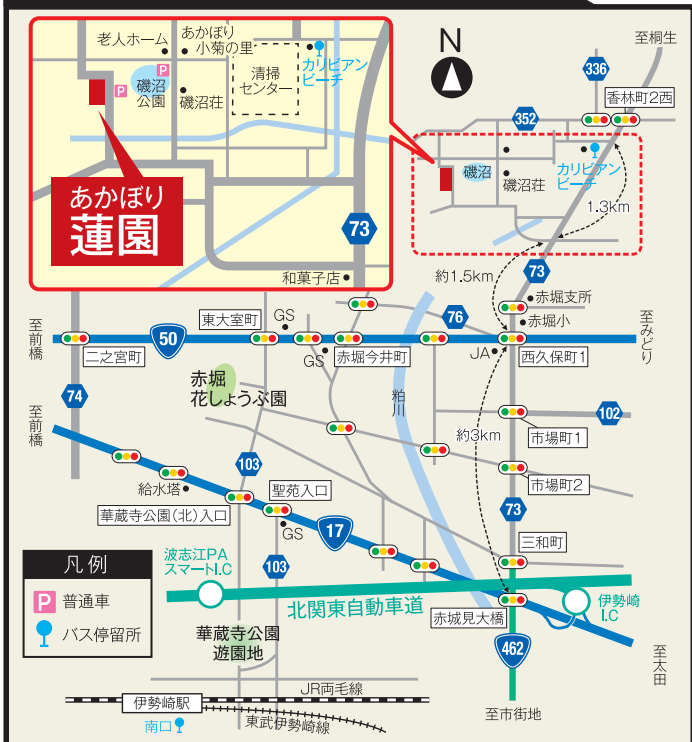 老人ホーム
あかぼり
小菊の里
清掃
センター
カリビアン
ビーチ
P
P
磯沼
公園
磯沼荘
あかぼり
蓮園
73
和菓子店
N
至桐生
336
香林町2西
352
磯沼
磯沼荘
カリビアン
ビーチ
1.3km
73
約1.5km
赤堀支所
赤堀小
76
至みどり
東大室町
GS
至前橋
50
二之宮町
GS
赤堀今井町
JA
西久保町1
74
赤堀
花しょうぶ園
粕川
102
市場町1
至前橋
約3km
103
市場町2
給水塔
聖苑入口
73
華蔵寺公園(北)入口
GS
17
三和町
凡例
P 普通車
バス停留所
波志江PA
スマートI.C
103
北関東自動車道
赤城見大橋
伊勢崎
I.C
華蔵寺公園
遊園地
462
至太田
JR両毛線
伊勢崎駅
南口
東武伊勢崎線
至市街地